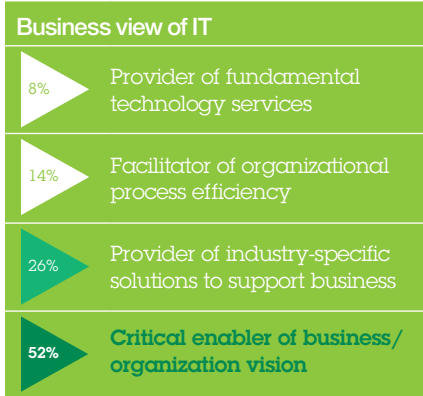 Business view of IT
8%
Provider of fundamental
technology services
14%
Facilitator of organizational
process efficiency
26%
Provider of industry-specific
solutions to support business
52%
Critical enabler of business/
organization vision